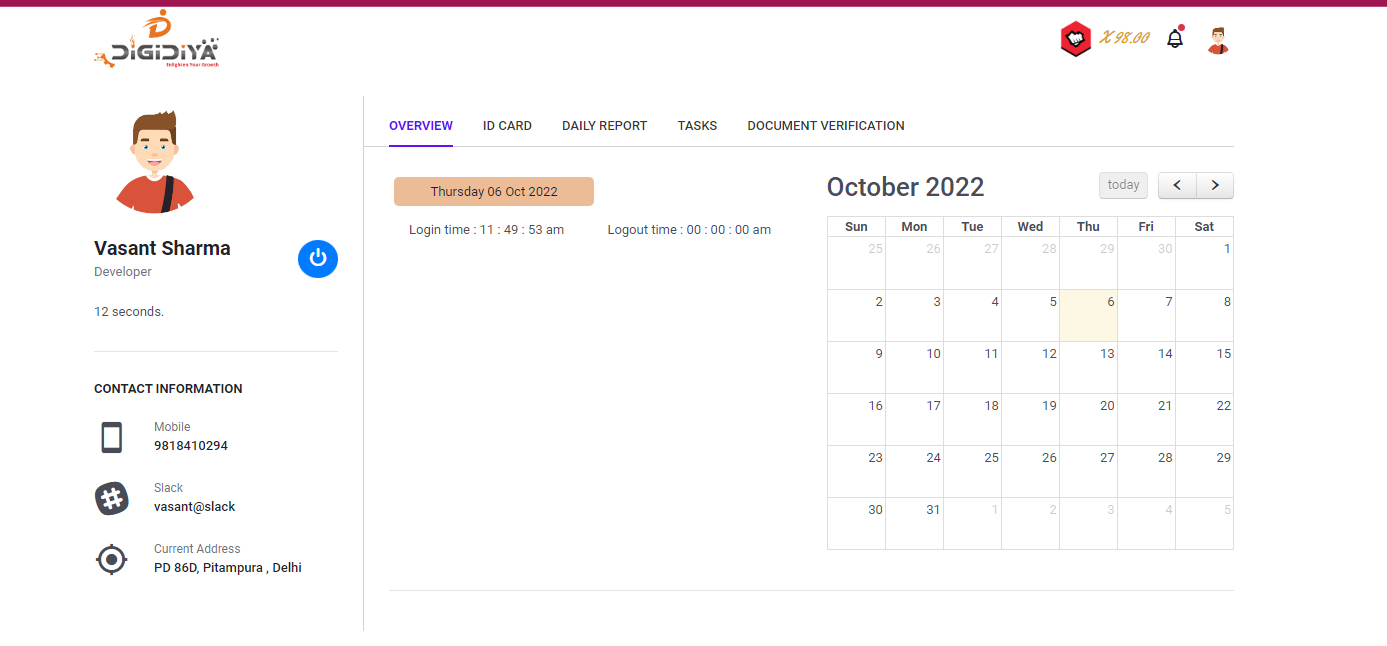 DiGiDiYA
Enlighten Your Growth
X 98.00
Vasant Sharma
Developer
12 seconds.
CONTACT INFORMATION
Mobile
9818410294
Slack
vasant@slack
Current Address
PD 86D, Pitampura , Delhi
OVERVIEW ID CARD DAILY REPORT TASKS DOCUMENT VERIFICATION
Thursday 06 Oct 2022
Login time : 11 : 49 : 53 am Logout time : 00 : 00 : 00 am
October 2022 today
Sun Mon Tue Wed Thu Fri Sat
25 26 27 28 29 30 1
2 3 4 5 6 7 8
9 10 11 12 13 14 15
16 17 18 19 20 21 22
23 24 25 26 27 28 29
30 31 1 2 3 4 5